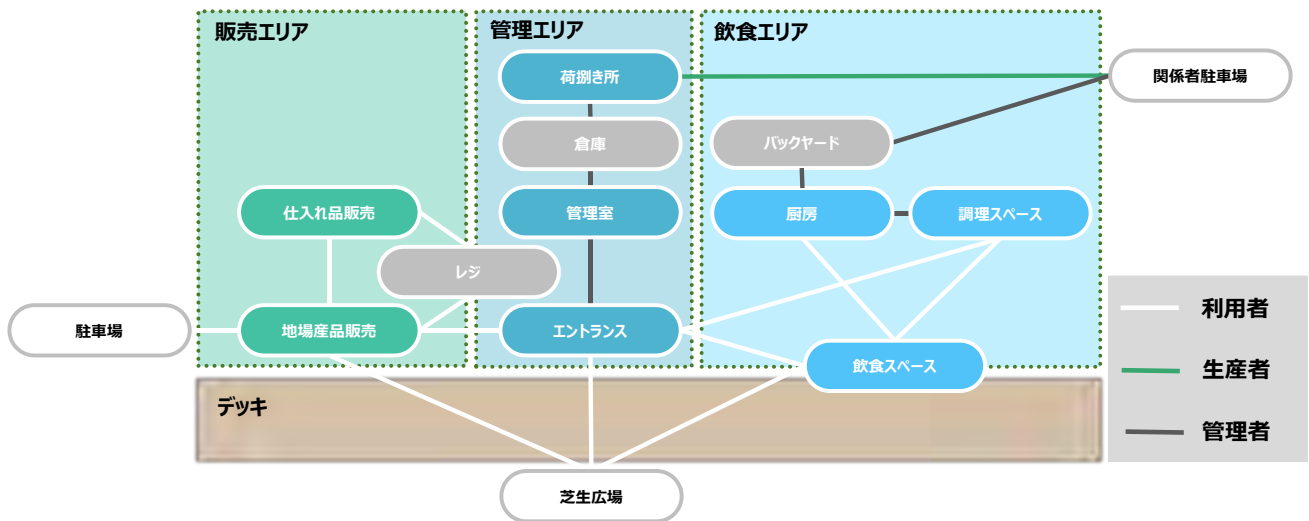 販売エリア
管理エリア
飲食エリア
荷捌き所
関係者駐車場
倉庫
バックヤード
仕入れ品販売
管理室
厨房
調理スペース
レジ
駐車場
地場産品販売
エントランス
飲食スペース
利用者
生産者
管理者
デッキ
芝生広場